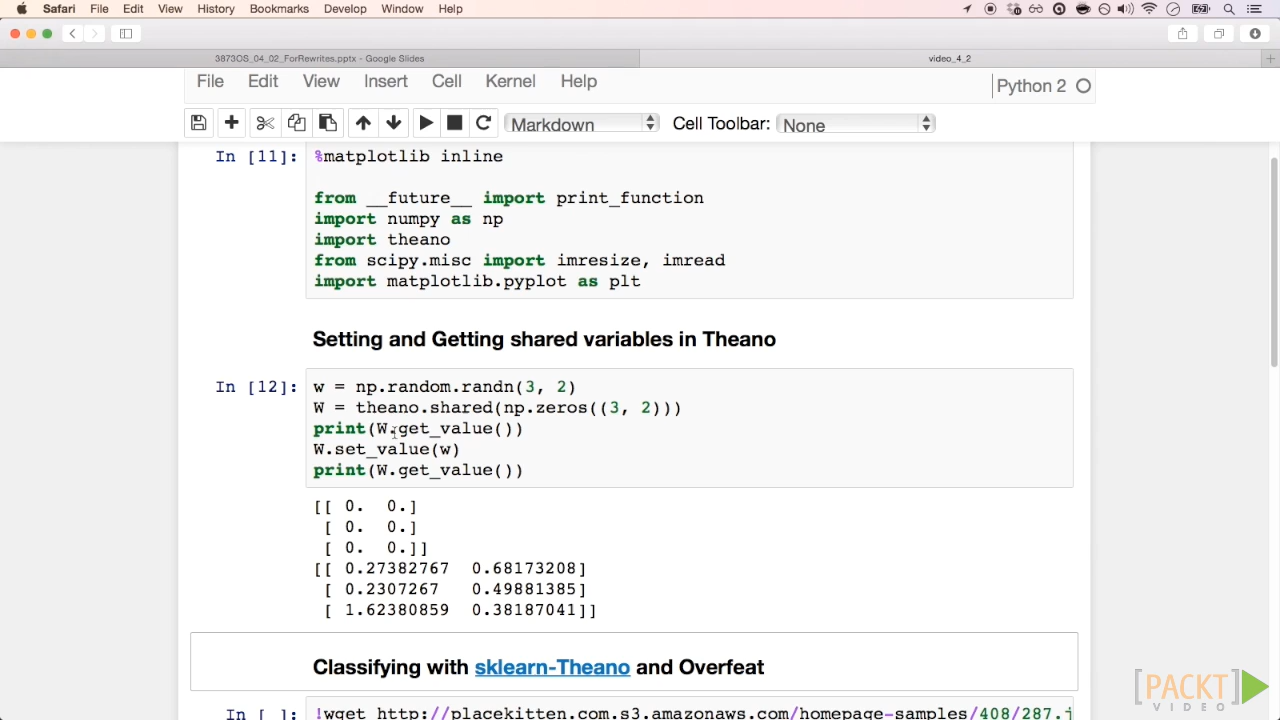 Safari File Edit View History Bookmarks Develop Window Help
3873OS_04_02_ForRewrites.pptx - Google Slides
video_4_2
File Edit View Insert Cell Kernel Help
Python 2
Markdown
Cell Toolbar: None
In [11]: %matplotlib inline
from __future__ import print_function
import numpy as np
import theano
from scipy.misc import imresize, imread
import matplotlib.pyplot as plt
Setting and Getting shared variables in Theano
In [12]: w = np.random.randn(3, 2)
W = theano.shared(np.zeros((3, 2)))
print(W.get_value())
W.set_value(w)
print(W.get_value())
[[ 0. 0.]
[ 0. 0.]
[ 0. 0.]]
[[ 0.27382767 0.68173208]
[ 0.2307267 0.49881385]
[ 1.62380859 0.38187041]]
Classifying with sklearn-Theano and Overfeat
In [ ]: !wget http://placekitten.com.s3.amazonaws.com/homepage-samples/408/287.j
[PACKT]
VIDEO